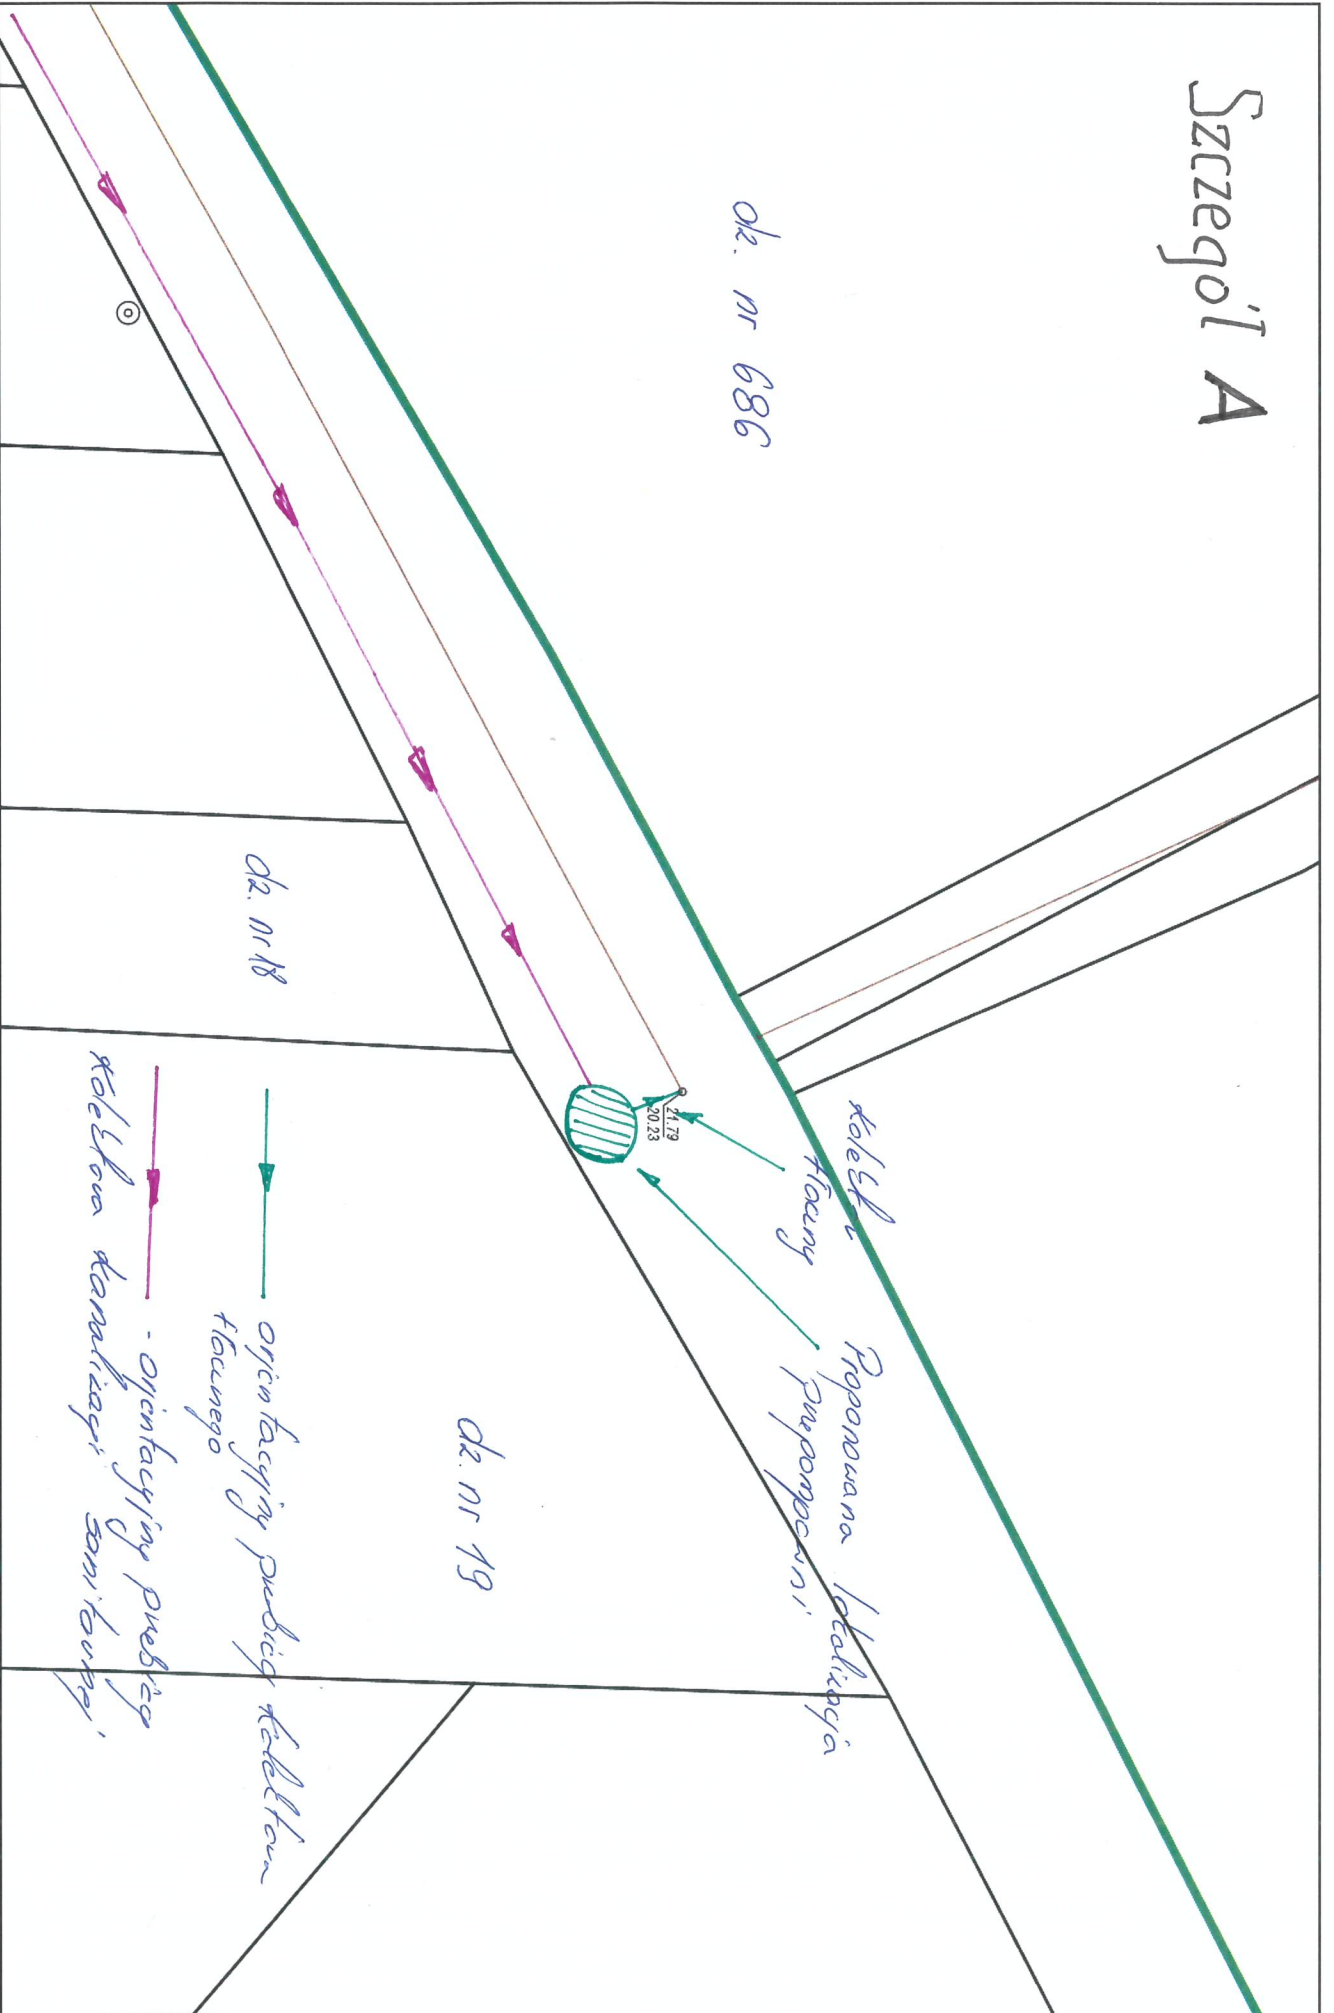 Szczegół A
dz. nr 686
Kolektor
tłoczny
Proponowana lokalizacja
przepompowni
21.79
20.23
dz. nr 18
dz. nr 19
orientacyjny przebieg kolektora
tłocznego
- orientacyjny przebieg
kolektora kanalizacji sanitarnej